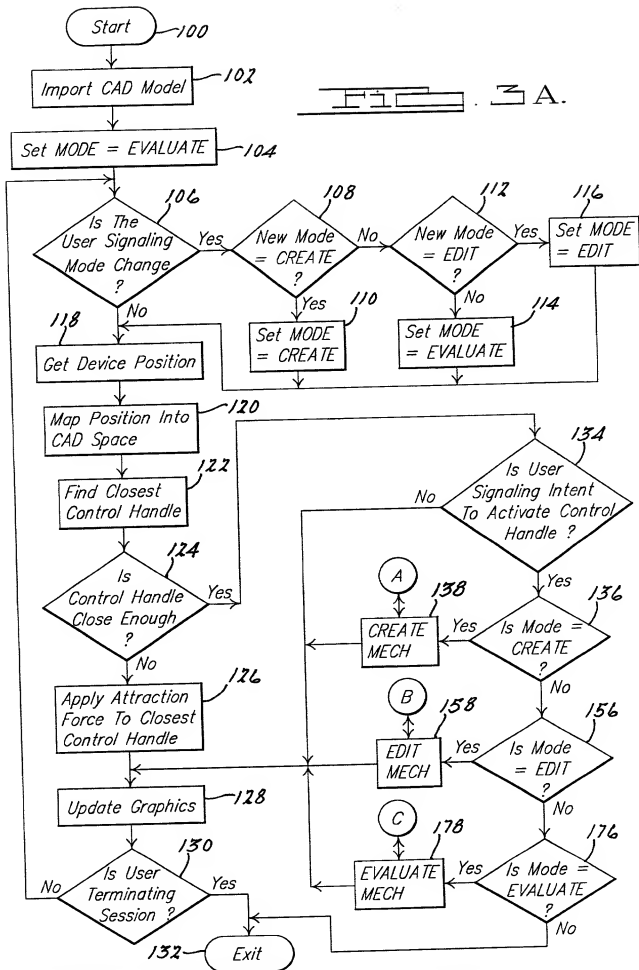 Start
100
Import CAD Model
102
FIG. 3A.
Set MODE = EVALUATE
104
Is The
User Signaling
Mode Change
?
106
Yes
No
New Mode
= CREATE
?
108
No
Yes
New Mode
= EDIT
?
112
Yes
No
Set MODE
= EDIT
116
Set MODE
= CREATE
110
Set MODE
= EVALUATE
114
118
Get Device Position
Map Position Into
CAD Space
120
Find Closest
Control Handle
122
Is
Control Handle
Close Enough
?
124
Yes
No
Apply Attraction
Force To Closest
Control Handle
126
Update Graphics
128
Is User
Terminating
Session ?
130
No
Yes
132
Exit
Is User
Signaling Intent
To Activate Control
Handle ?
134
No
Yes
A
CREATE
MECH
138
Yes
Is Mode =
CREATE
?
136
No
B
EDIT
MECH
158
Yes
Is Mode
= EDIT
?
156
No
C
EVALUATE
MECH
178
Yes
Is Mode =
EVALUATE
?
176
No